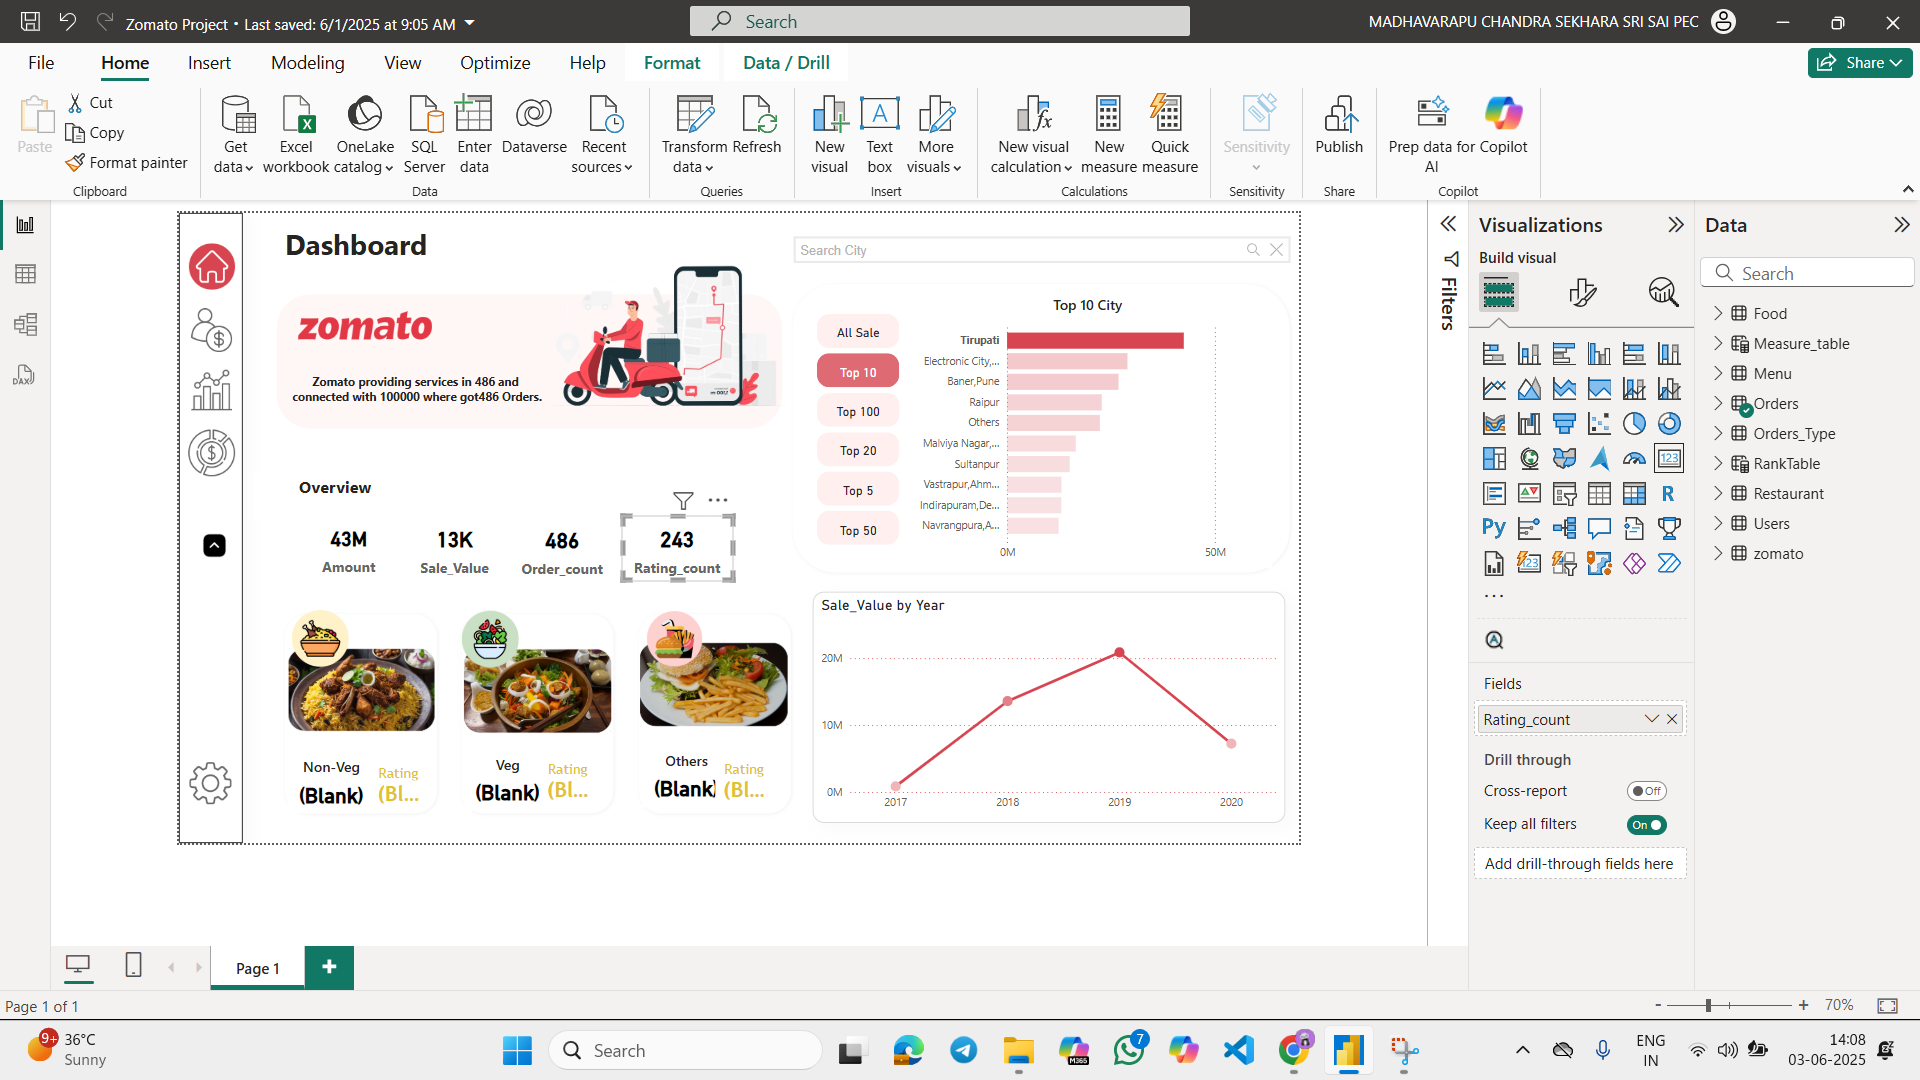 Zomato Project • Last saved: 6/1/2025 at 9:05 AM
Search
MADHAVARAPU CHANDRA SEKHARA SRI SAI PEC
File
Home
Insert
Modeling
View
Optimize
Help
Format
Data / Drill
Share
Paste
Cut
Copy
Format painter
Clipboard
Get
data
Excel
workbook
OneLake
catalog
SQL
Server
Enter
data
Dataverse
Recent
sources
Data
Transform
data
Refresh
Queries
New
visual
Text
box
More
visuals
Insert
New visual
calculation
New
measure
Quick
measure
Calculations
Sensitivity
Sensitivity
Publish
Share
Prep data for
AI
Copilot
Copilot
Dashboard
Search City
zomato
Zomato providing services in 486 and
connected with 100000 where got486 Orders.
All Sale
Top 10
Top 100
Top 20
Top 5
Top 50
Top 10 City
Tirupati
Electronic City,...
Baner,Pune
Raipur
Others
Malviya Nagar,...
Sultanpur
Vastrapur,Ahm...
Indirapuram,De...
Navrangpura,A...
0M
50M
Overview
43M
Amount
13K
Sale_Value
486
Order_count
243
Rating_count
Non-Veg
(Blank)
Rating
(Bl...
Veg
(Blank)
Rating
(Bl...
Others
(Blank)
Rating
(Bl...
Sale_Value by Year
20M
10M
0M
2017
2018
2019
2020
Filters
Visualizations
Build visual
123
R
Py
123
Fields
Rating_count
Drill through
Cross-report
Off
Keep all filters
On
Add drill-through fields here
Data
Search
Food
Measure_table
Menu
Orders
Orders_Type
RankTable
Restaurant
Users
zomato
DAX
Page 1
Page 1 of 1
70%
9+
36°C
Sunny
Search
M365
7
ENG
IN
14:08
03-06-2025